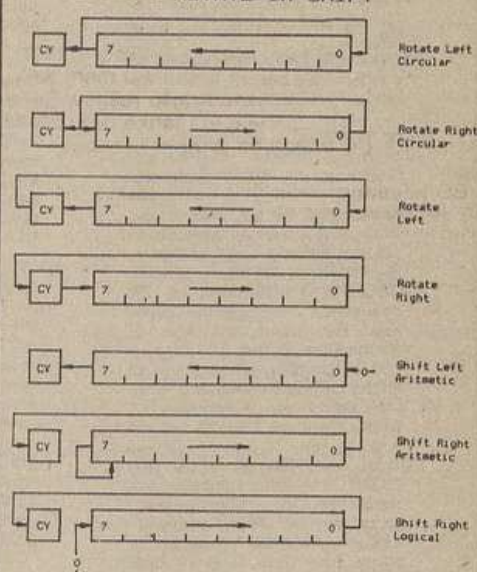 CY 7 0 Rotate Left
Circular
CY 7 0 Rotate Right
Circular
CY 7 0 Rotate
Left
CY 7 0 Rotate
Right
CY 7 0 0 Shift Left
Aritmetic
CY 7 0 Shift Right
Aritmetic
CY 7 0 Shift Right
Logical
0